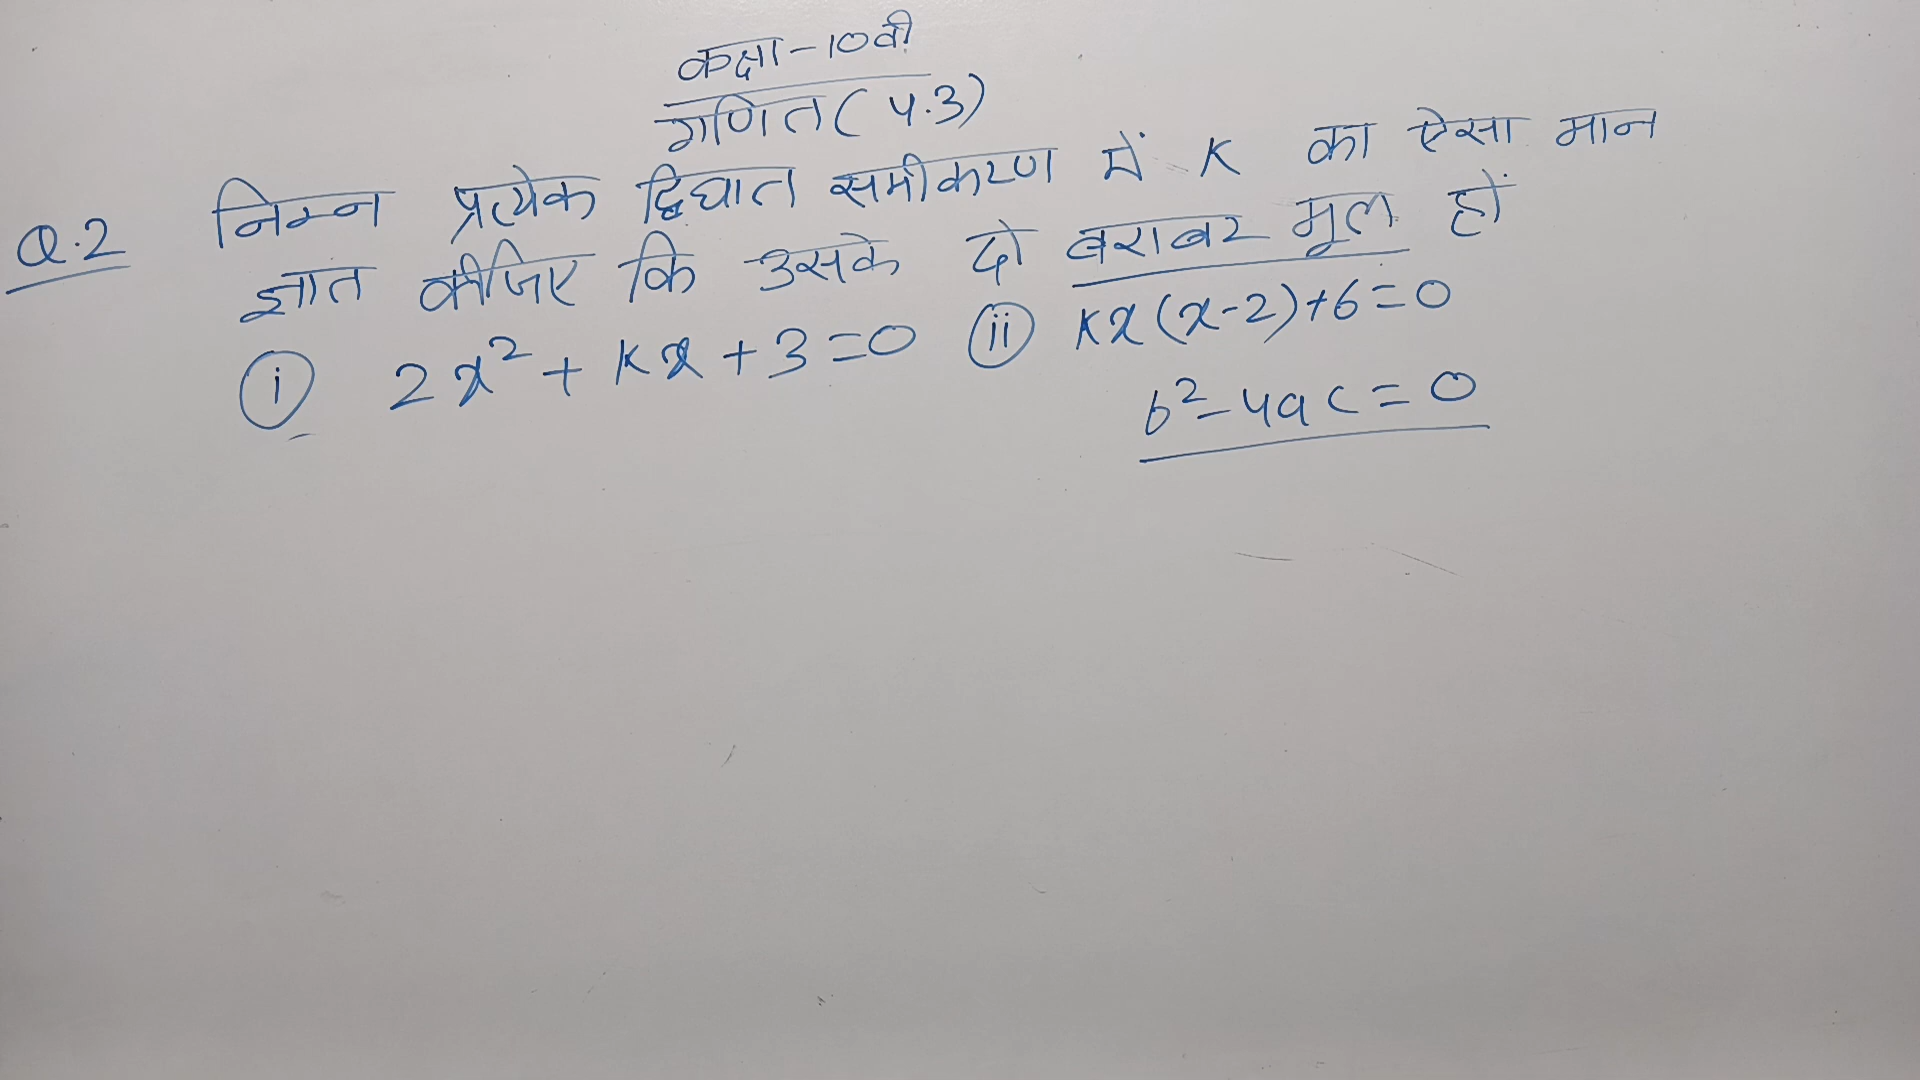 कक्षा-10वी
गणित (4.3)
Q.2 निम्न प्रत्येक द्विघात समीकरण में K का ऐसा मान
ज्ञात कीजिए कि उसके दो बराबर मूल हों
(i) 2x² + Kx + 3 = 0 (ii) Kx(x-2)+6=0
b²-4ac = 0